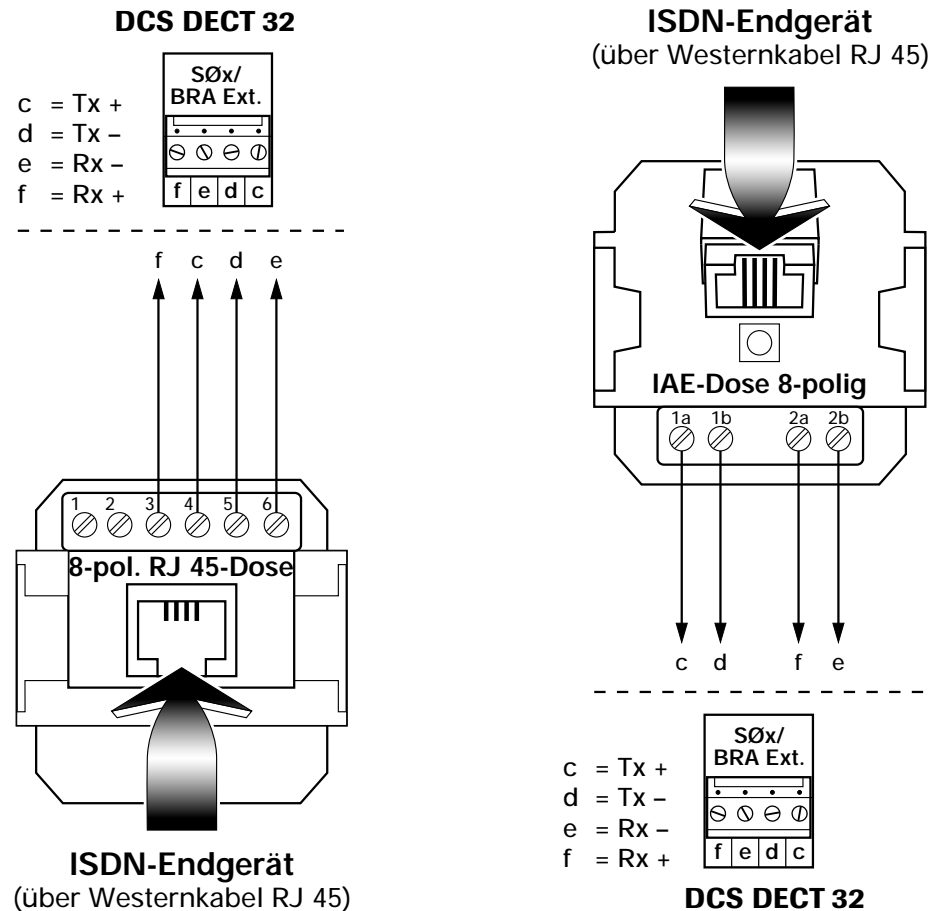 DCS DECT 32
SØx/
BRA Ext.
c = Tx +
d = Tx –
e = Rx –
f = Rx +
f e d c
f c d e
1 2 3 4 5 6
8-pol. RJ 45-Dose
ISDN-Endgerät
(über Westernkabel RJ 45)
ISDN-Endgerät
(über Westernkabel RJ 45)
IAE-Dose 8-polig
1a 1b 2a 2b
c d f e
SØx/
BRA Ext.
c = Tx +
d = Tx –
e = Rx –
f = Rx +
f e d c
DCS DECT 32